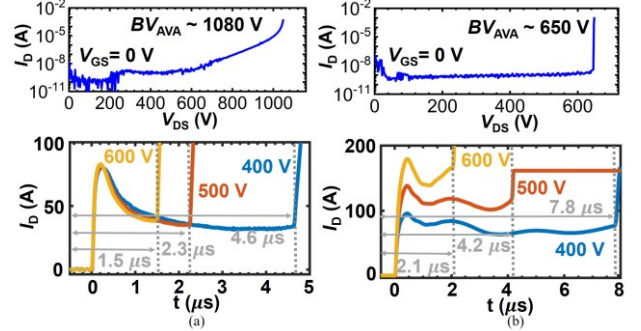 10⁻²
10⁻⁵
10⁻⁸
10⁻¹¹
I_D (A)
BV_AVA ~ 1080 V
V_GS= 0 V
0 200 400 600 800 1000
V_DS (V)
10⁻²
10⁻⁵
10⁻⁸
10⁻¹¹
I_D (A)
BV_AVA ~ 650 V
V_GS= 0 V
0 200 400 600
V_DS (V)
100
50
0
I_D (A)
600 V
400 V
500 V
4.6 μs
2.3 μs
1.5 μs
0 1 2 3 4 5
t (μs)
(a)
200
100
0
I_D (A)
600 V
500 V
7.8 μs
4.2 μs
400 V
2.1 μs
0 2 4 6 8
t (μs)
(b)